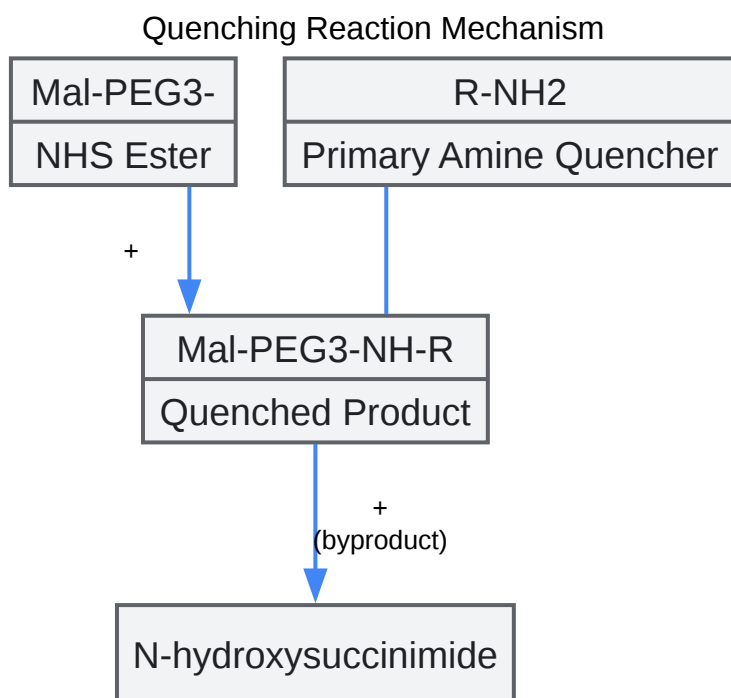 Quenching Reaction Mechanism
Mal-PEG3-
NHS Ester
R-NH2
Primary Amine Quencher
+
Mal-PEG3-NH-R
Quenched Product
+
(byproduct)
N-hydroxysuccinimide